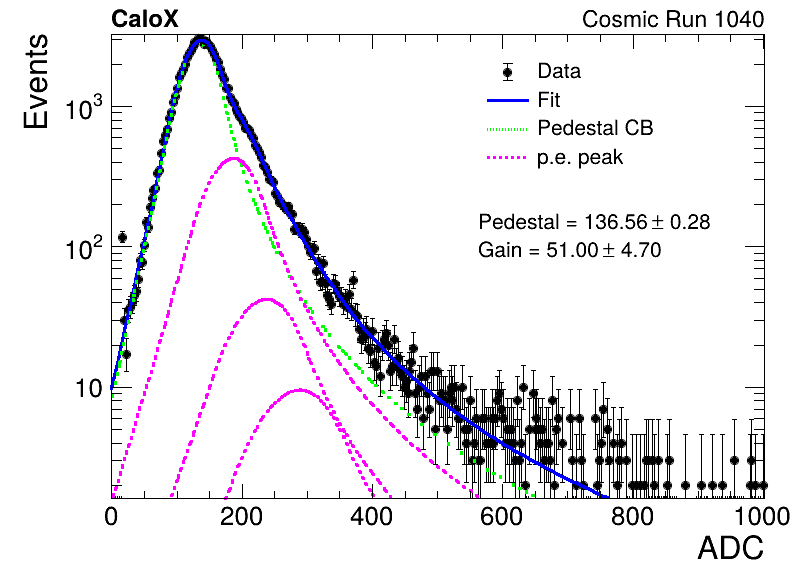 CaloX Cosmic Run 1040
Events
Data
Fit
Pedestal CB
p.e. peak
Pedestal = 136.56 ± 0.28
Gain = 51.00 ± 4.70
10³
10²
10
0 200 400 600 800 1000
ADC